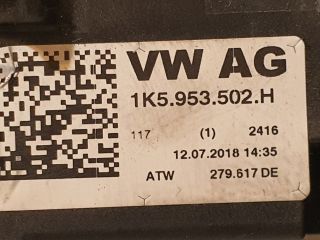 VW AG
1K5.953.502.H
117 (1) 2416
12.07.2018 14:35
ATW 279.617 DE